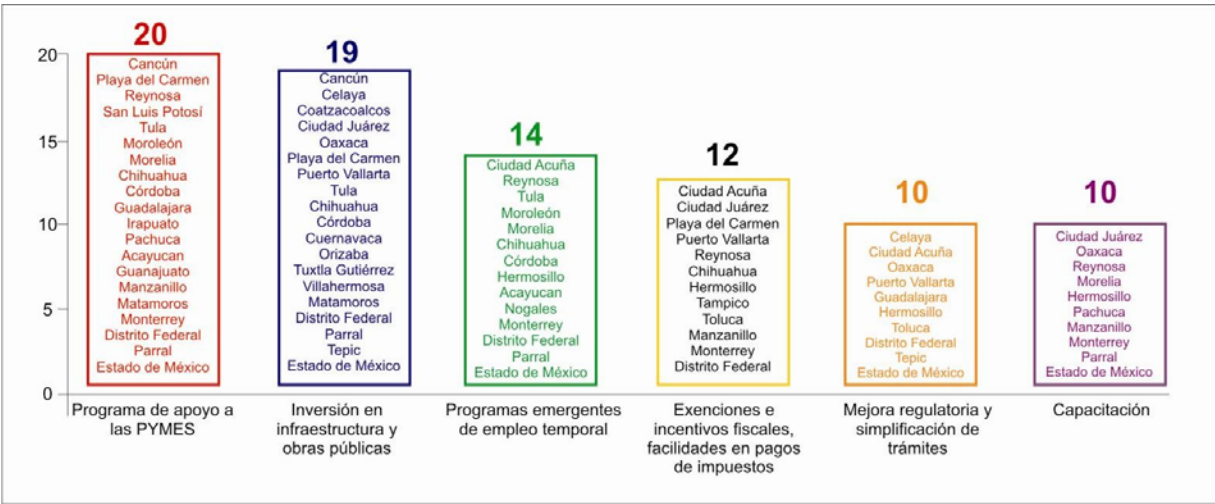 20
19
14
12
10
10
20
15
10
5
0
Cancún
Playa del Carmen
Reynosa
San Luis Potosí
Tula
Moroleón
Morelia
Chihuahua
Córdoba
Guadalajara
Irapuato
Pachuca
Acayucan
Guanajuato
Manzanillo
Matamoros
Monterrey
Distrito Federal
Parral
Estado de México
Cancún
Celaya
Coatzacoalcos
Ciudad Juárez
Oaxaca
Playa del Carmen
Puerto Vallarta
Tula
Chihuahua
Córdoba
Cuernavaca
Orizaba
Tuxtla Gutiérrez
Villahermosa
Matamoros
Distrito Federal
Parral
Tepic
Estado de México
Ciudad Acuña
Reynosa
Tula
Moroleón
Morelia
Chihuahua
Córdoba
Hermosillo
Acayucan
Nogales
Monterrey
Distrito Federal
Parral
Estado de México
Ciudad Acuña
Ciudad Juárez
Playa del Carmen
Puerto Vallarta
Reynosa
Chihuahua
Hermosillo
Tampico
Toluca
Manzanillo
Monterrey
Distrito Federal
Celaya
Ciudad Acuña
Oaxaca
Puerto Vallarta
Guadalajara
Hermosillo
Toluca
Distrito Federal
Tepic
Estado de México
Ciudad Juárez
Oaxaca
Reynosa
Morelia
Hermosillo
Pachuca
Manzanillo
Monterrey
Parral
Estado de México
Programa de apoyo a
las PYMES
Inversión en
infraestructura y
obras públicas
Programas emergentes
de empleo temporal
Exenciones e
incentivos fiscales,
facilidades en pagos
de impuestos
Mejora regulatoria y
simplificación de
trámites
Capacitación